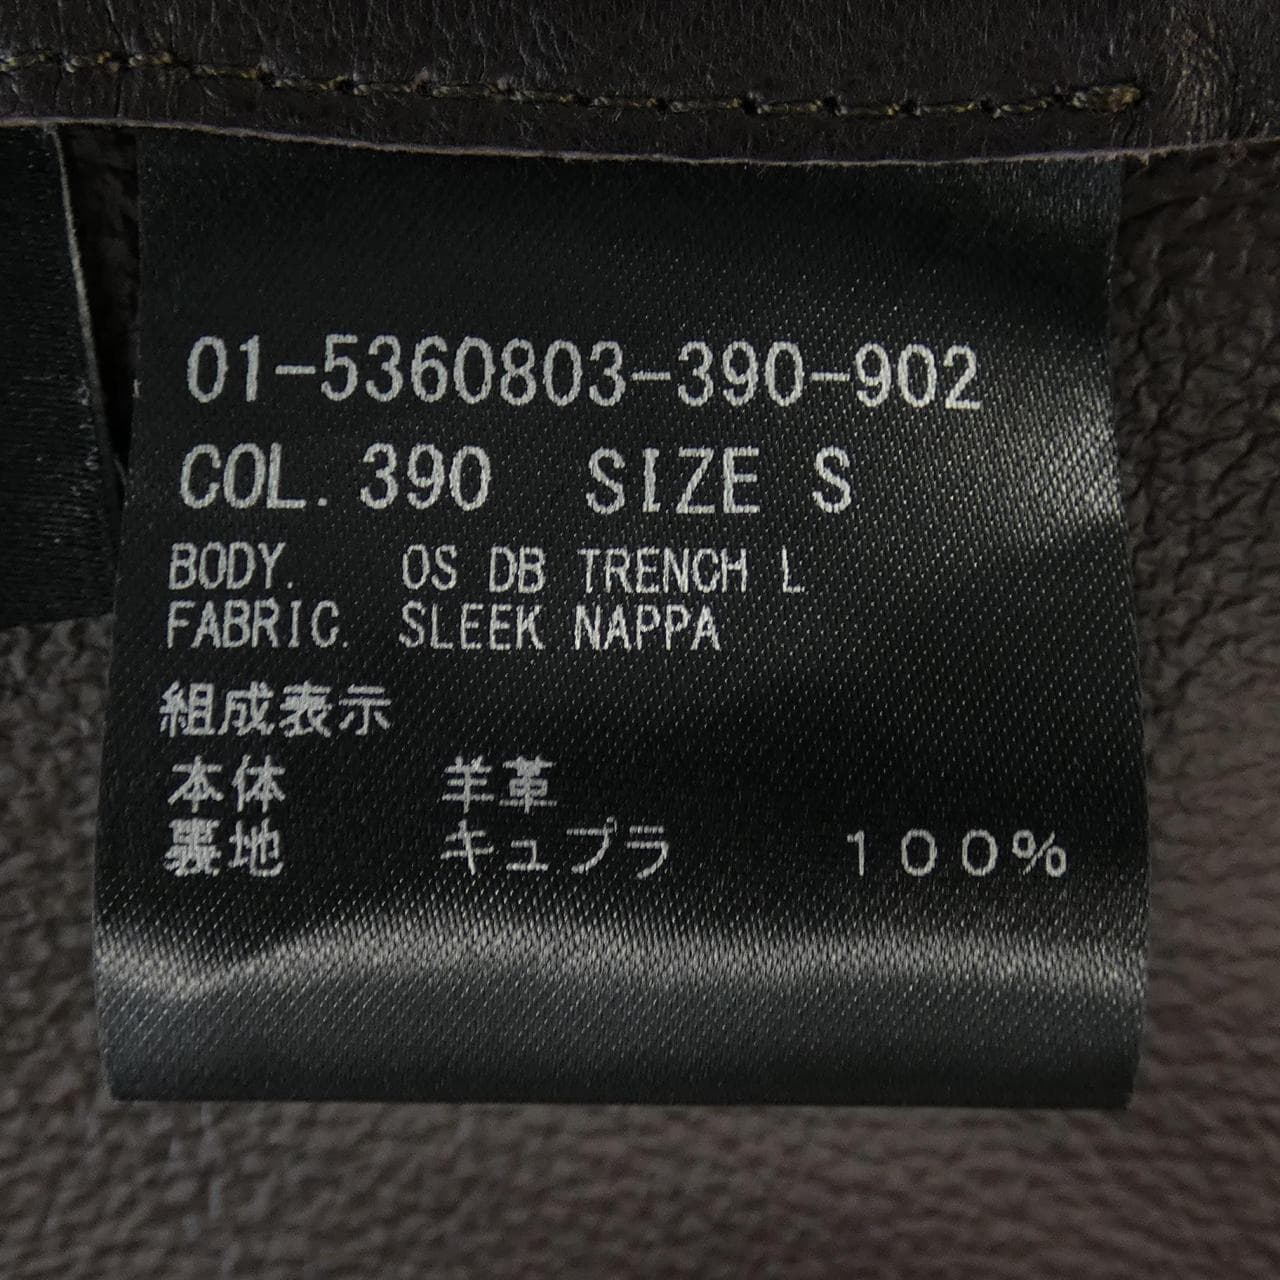 01-5360803-390-902
COL. 390 SIZE S
BODY. OS DB TRENCH L
FABRIC. SLEEK NAPPA
組成表示
本体 羊革
裏地 キュプラ 100%